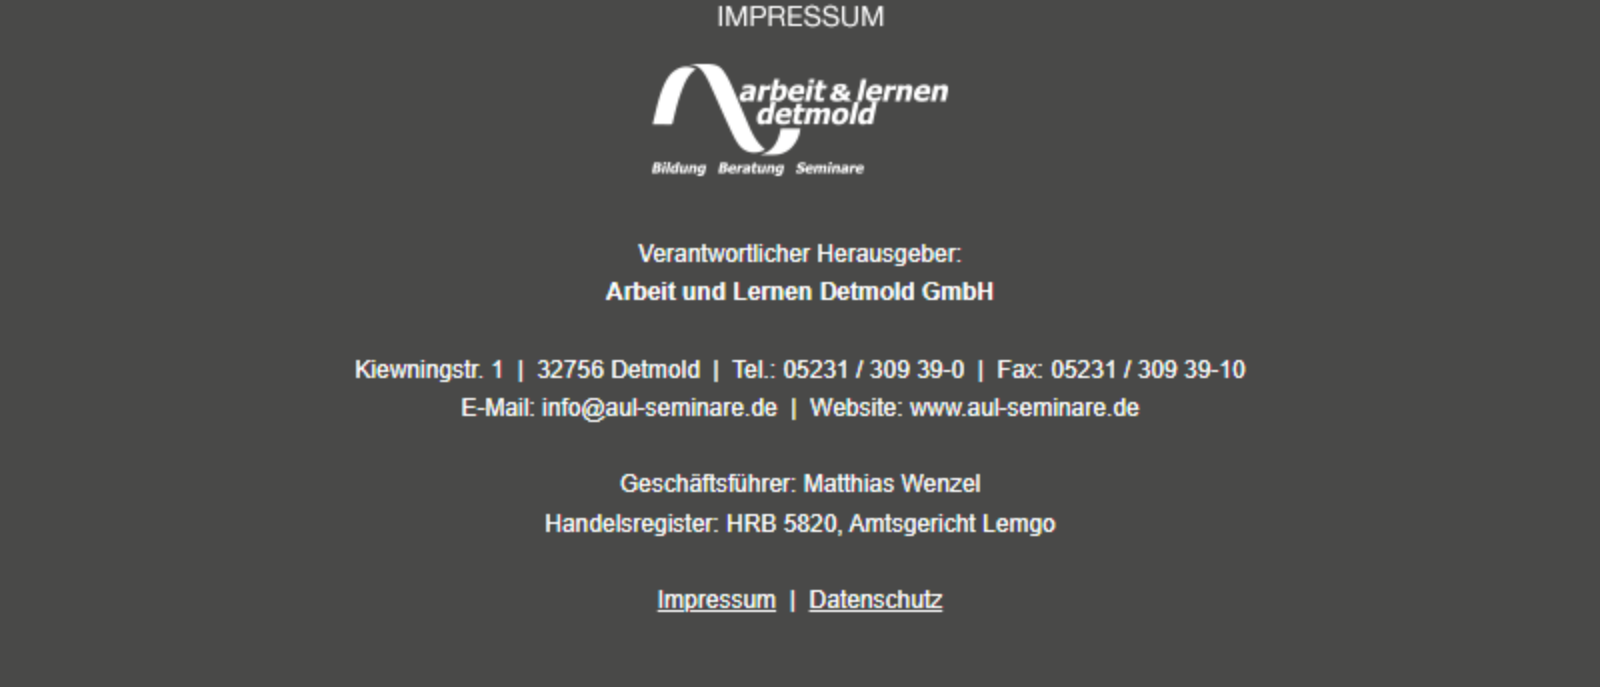 IMPRESSUM
arbeit & lernen
detmold
Bildung Beratung Seminare
Verantwortlicher Herausgeber:
Arbeit und Lernen Detmold GmbH
Kiewningstr. 1 | 32756 Detmold | Tel.: 05231 / 309 39-0 | Fax: 05231 / 309 39-10
E-Mail: info@aul-seminare.de | Website: www.aul-seminare.de
Geschäftsführer: Matthias Wenzel
Handelsregister: HRB 5820, Amtsgericht Lemgo
Impressum | Datenschutz